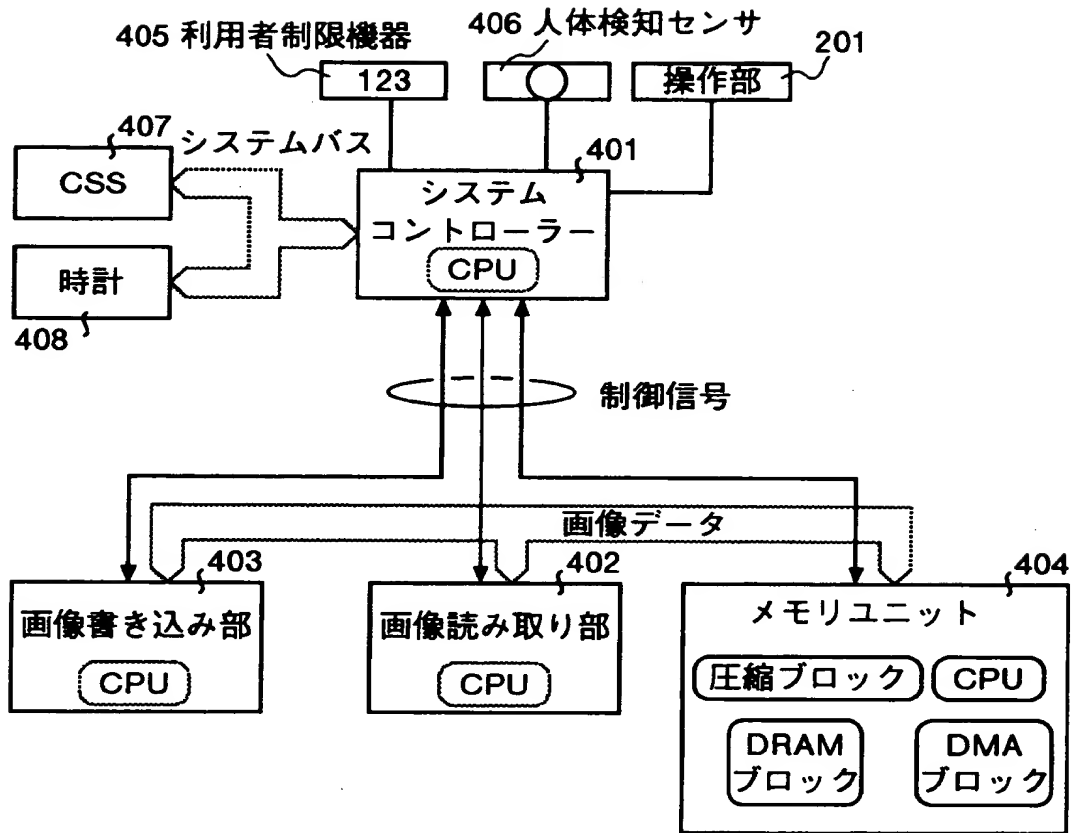 405 利用者制限機器
406 人体検知センサ
201
123
操作部
407
システムバス
401
CSS
システム
コントローラー
CPU
時計
408
制御信号
画像データ
403
402
404
画像書き込み部
CPU
画像読み取り部
CPU
メモリユニット
圧縮ブロック
CPU
DRAM
ブロック
DMA
ブロック